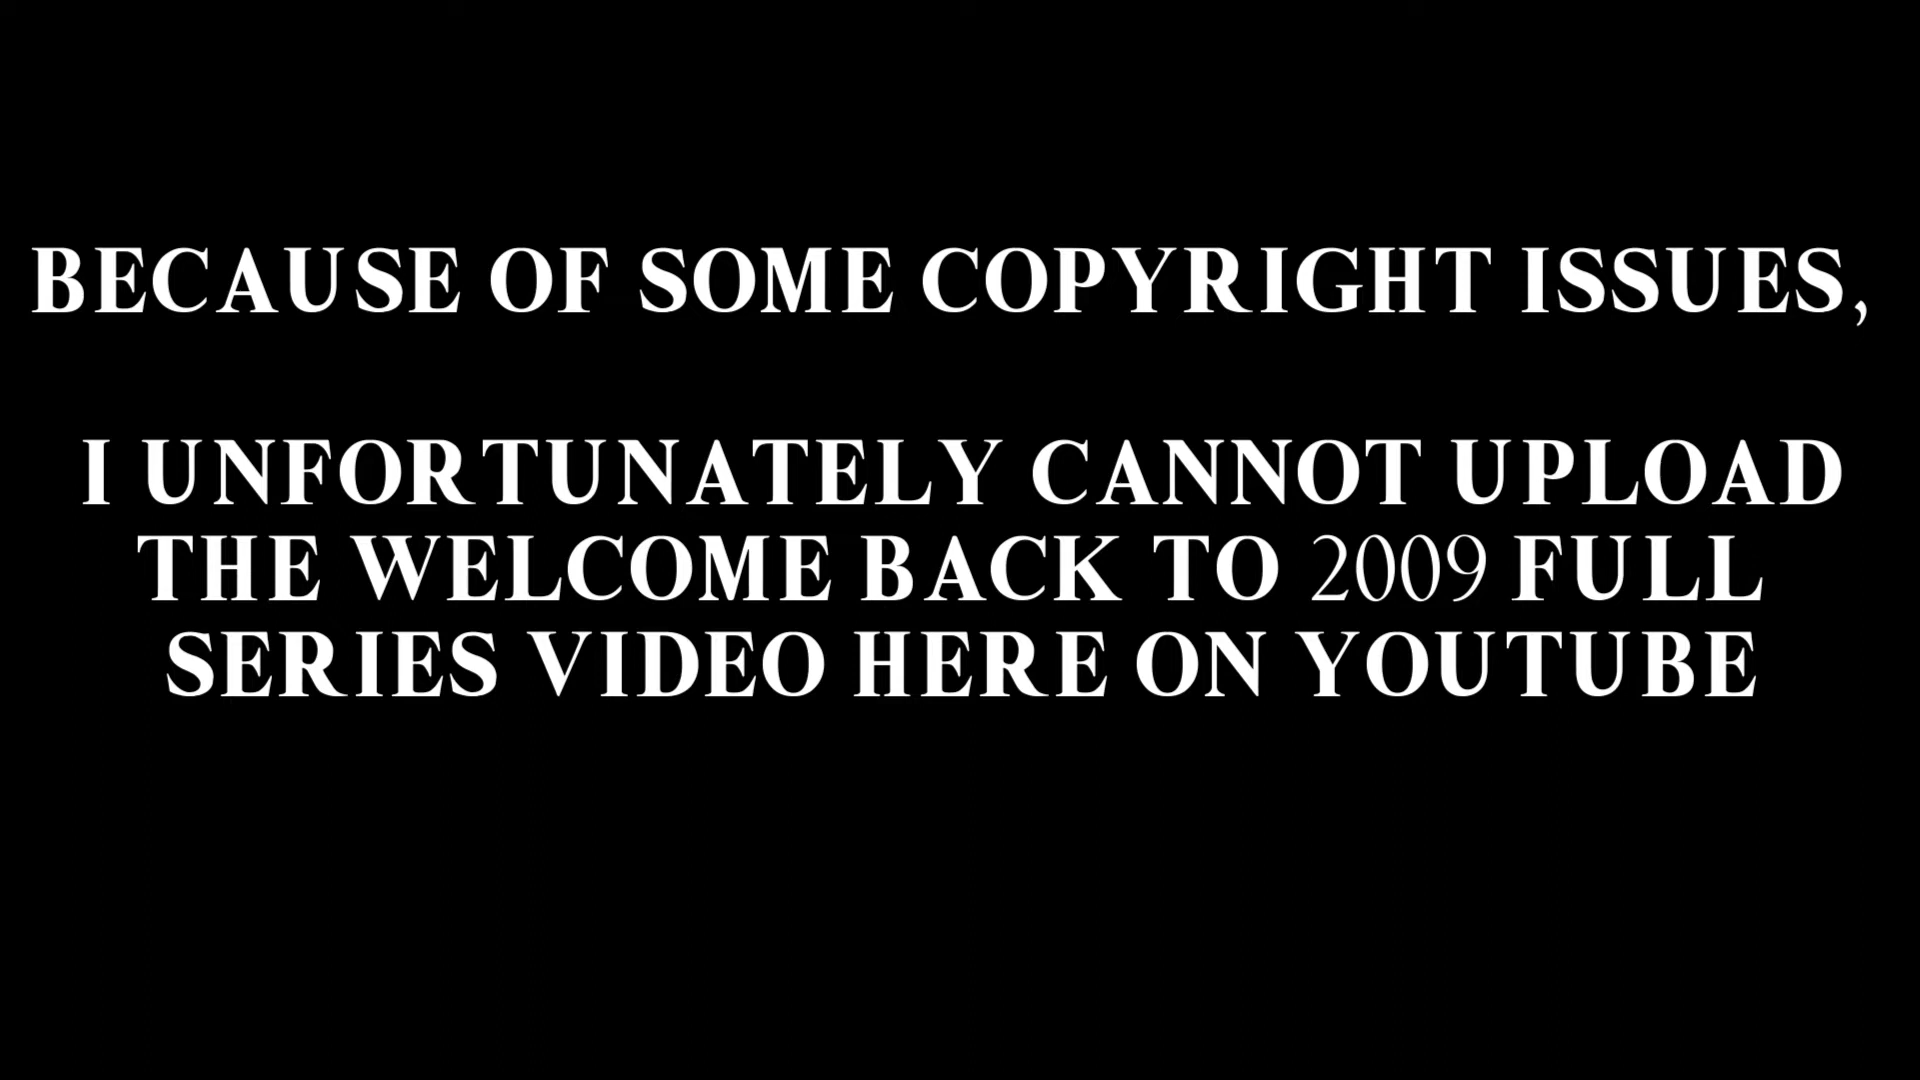 BECAUSE OF SOME COPYRIGHT ISSUES,
I UNFORTUNATELY CANNOT UPLOAD
THE WELCOME BACK TO 2009 FULL
SERIES VIDEO HERE ON YOUTUBE